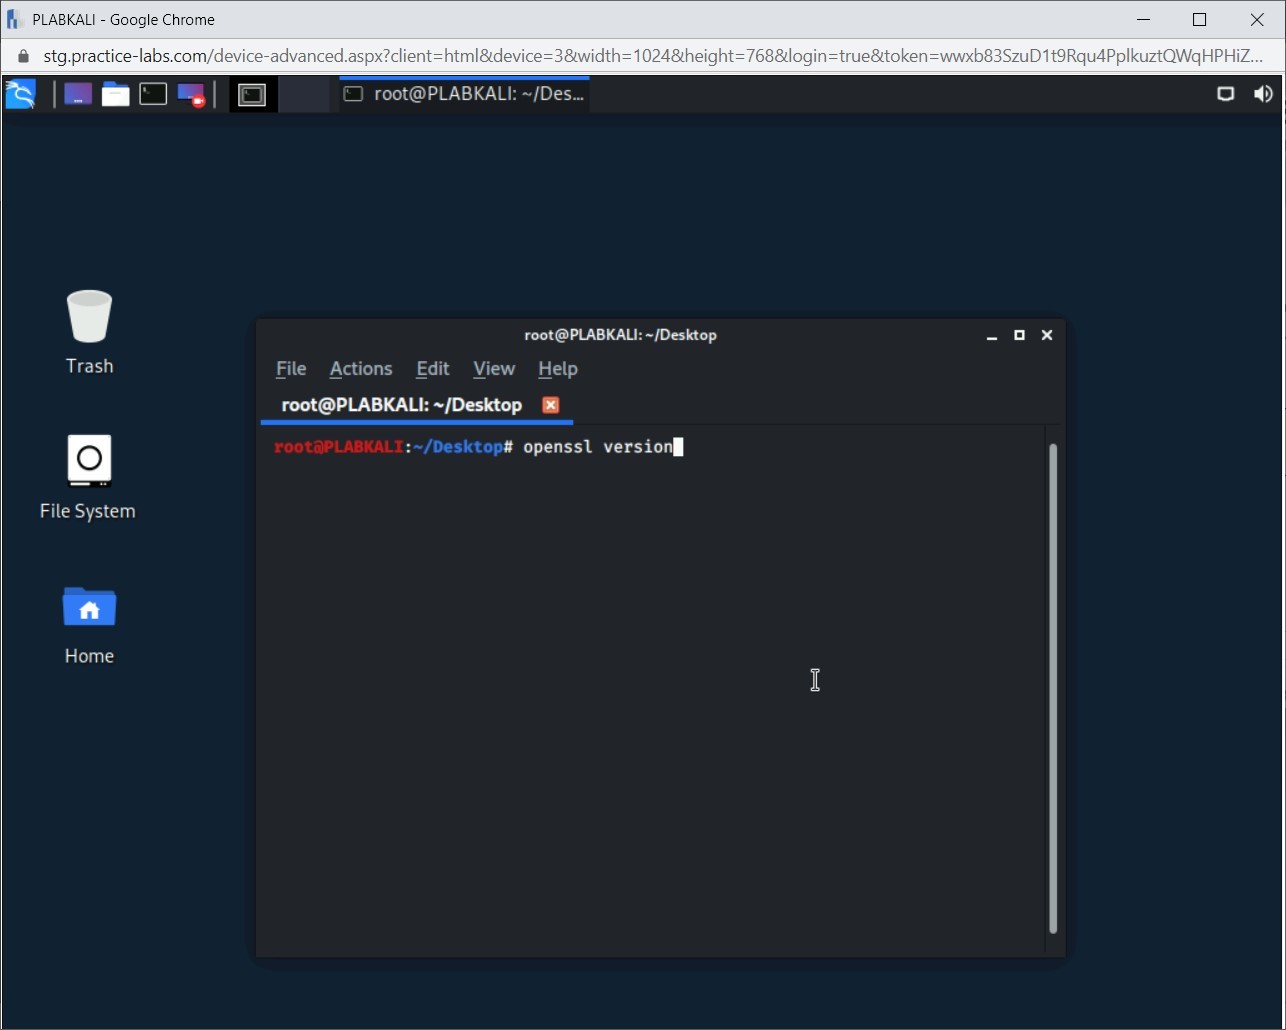 PLABKALI - Google Chrome
stg.practice-labs.com/device-advanced.aspx?client=html&device=3&width=1024&height=768&login=true&token=wwxb83SzuD1t9Rqu4PplkuztQWqHPHiZ...
root@PLABKALI: ~/Des...
Trash
File System
Home
root@PLABKALI: ~/Desktop
File Actions Edit View Help
root@PLABKALI: ~/Desktop
root@PLABKALI:~/Desktop# openssl version